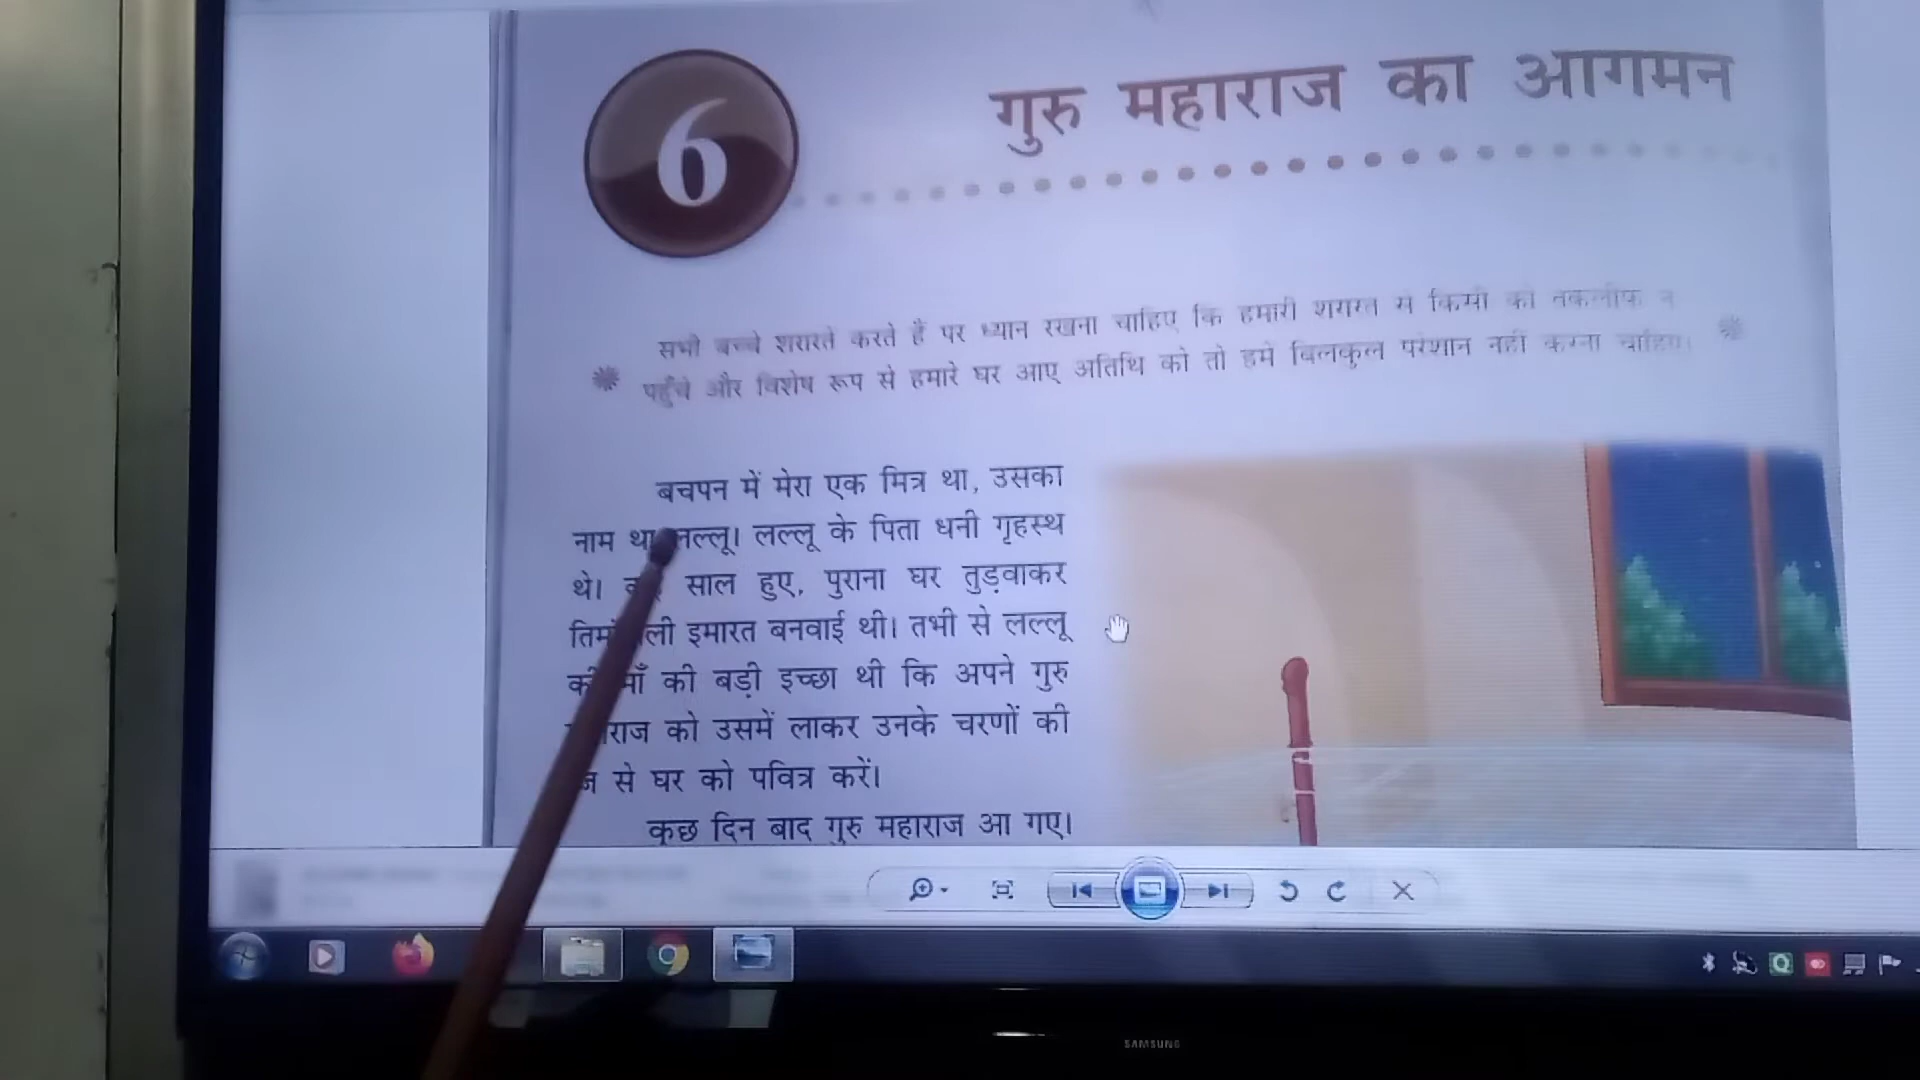 6
गुरु महाराज का आगमन
सभी बच्चे शरारतें करते हैं पर ध्यान रखना चाहिए कि हमारी शरारत से किसी को तकलीफ न
पहुँचे और विशेष रूप से हमारे घर आए अतिथि को तो हमें बिलकुल परेशान नहीं करना चाहिए।
बचपन में मेरा एक मित्र था, उसका
नाम था लल्लू। लल्लू के पिता धनी गृहस्थ
थे। साल हुए, पुराना घर तुड़वाकर
इमारत बनवाई थी। तभी से लल्लू
की माँ की बड़ी इच्छा थी कि अपने गुरु
को उसमें लाकर उनके चरणों की
से घर को पवित्र करें।
कुछ दिन बाद गुरु महाराज आ गए।
SAMSUNG